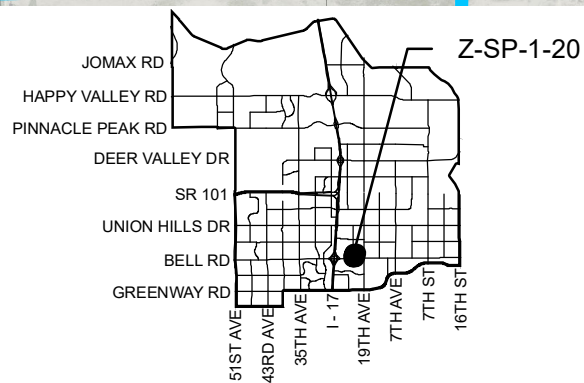 Z-SP-1-20
JOMAX RD
HAPPY VALLEY RD
PINNACLE PEAK RD
DEER VALLEY DR
SR 101
UNION HILLS DR
BELL RD
GREENWAY RD
51ST AVE
43RD AVE
35TH AVE
I - 17
19TH AVE
7TH AVE
7TH ST
16TH ST